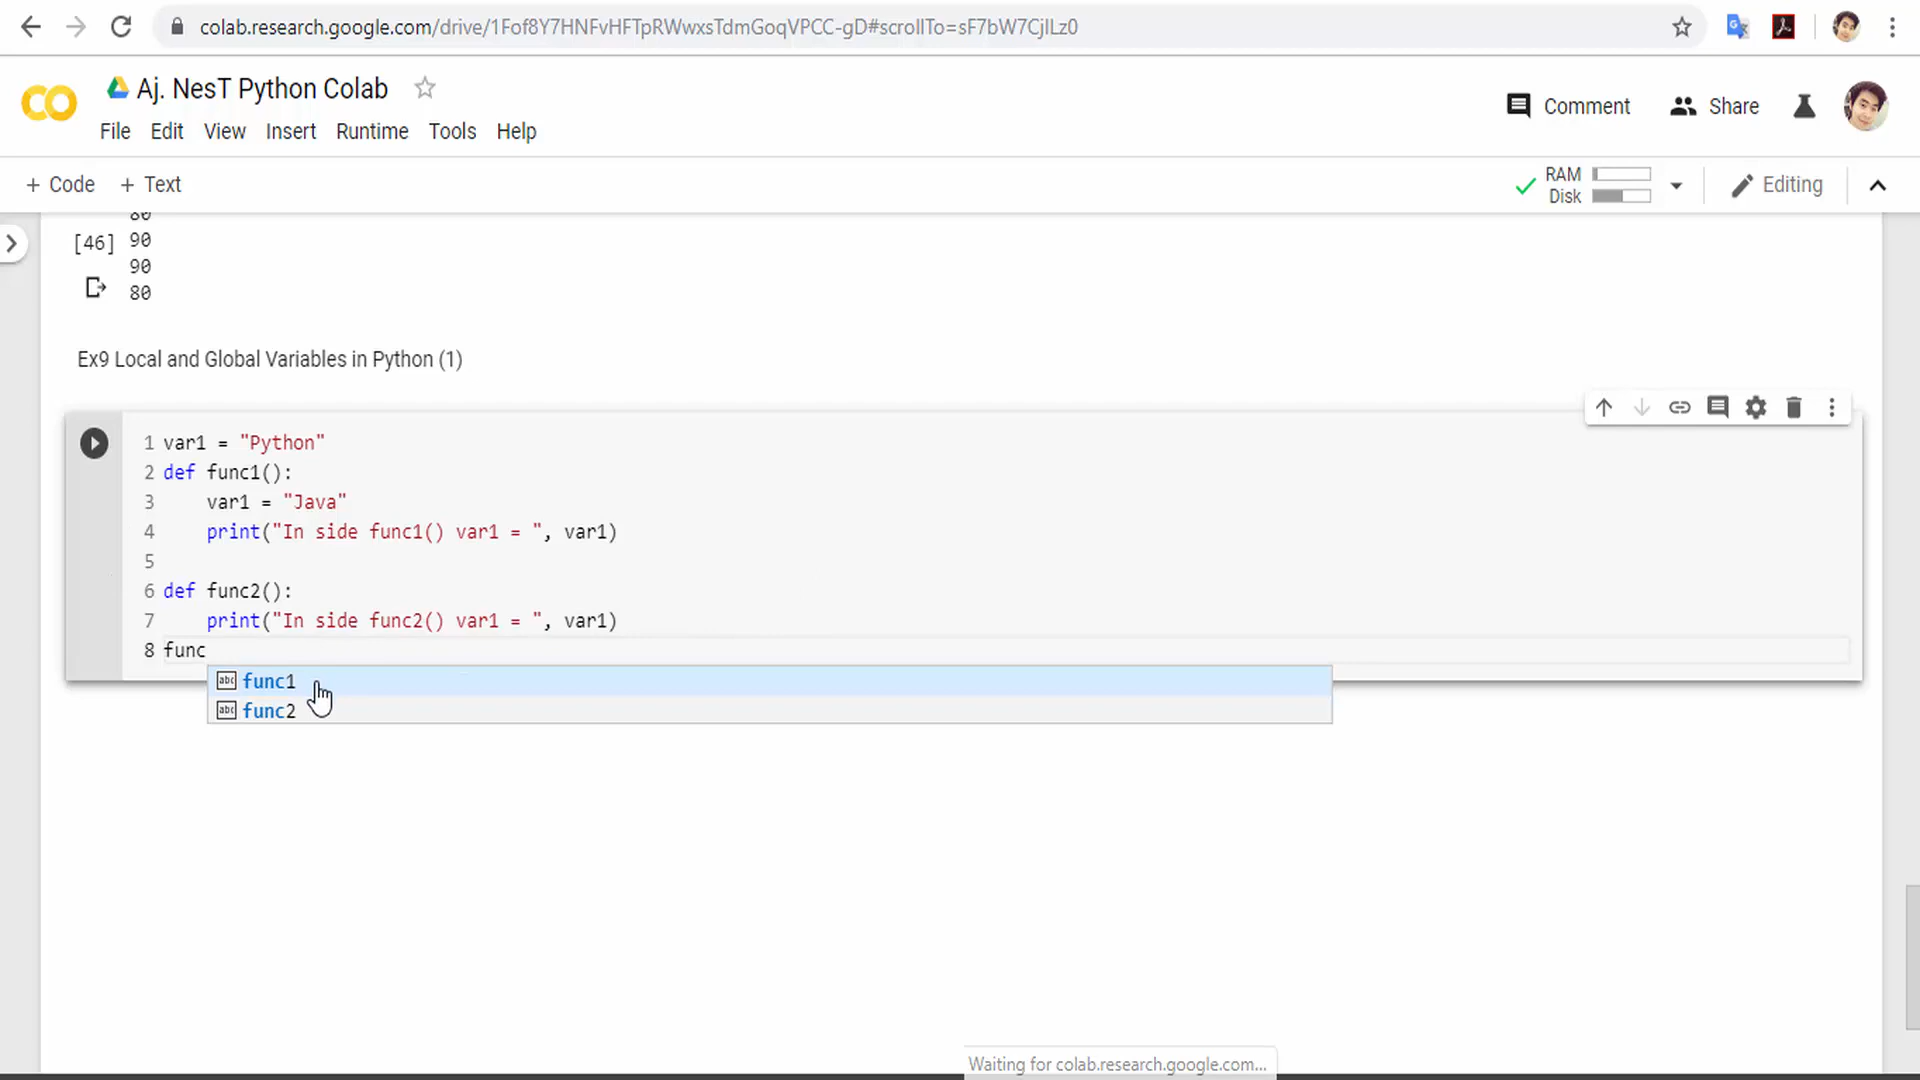 colab.research.google.com/drive/1Fof8Y7HNFvHFTpRWwxsTdmGoqVPCC-gD#scrollTo=sF7bW7CjlLz0
CO
Aj. NesT Python Colab
File Edit View Insert Runtime Tools Help
Comment Share
+ Code + Text
RAM
Disk
Editing
80
[46] 90
90
80
Ex9 Local and Global Variables in Python (1)
1 var1 = "Python"
2 def func1():
3 var1 = "Java"
4 print("In side func1() var1 = ", var1)
5
6 def func2():
7 print("In side func2() var1 = ", var1)
8 func
abc func1
abc func2
Waiting for colab.research.google.com...